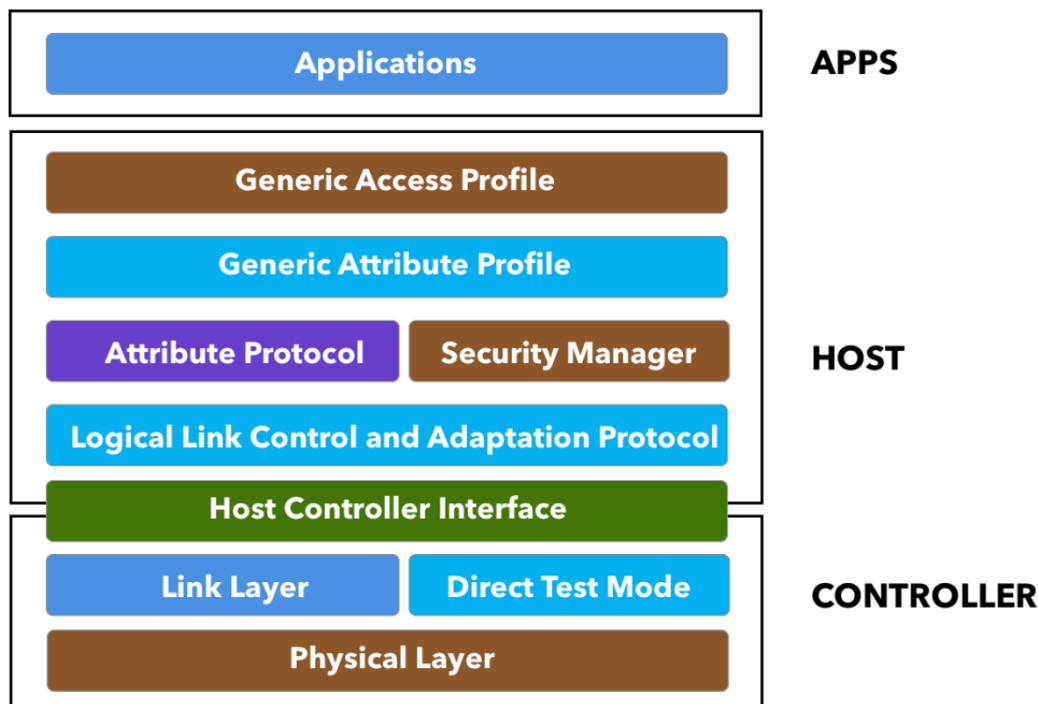 Applications
APPS
Generic Access Profile
Generic Attribute Profile
Attribute Protocol
Security Manager
HOST
Logical Link Control and Adaptation Protocol
Host Controller Interface
Link Layer
Direct Test Mode
CONTROLLER
Physical Layer